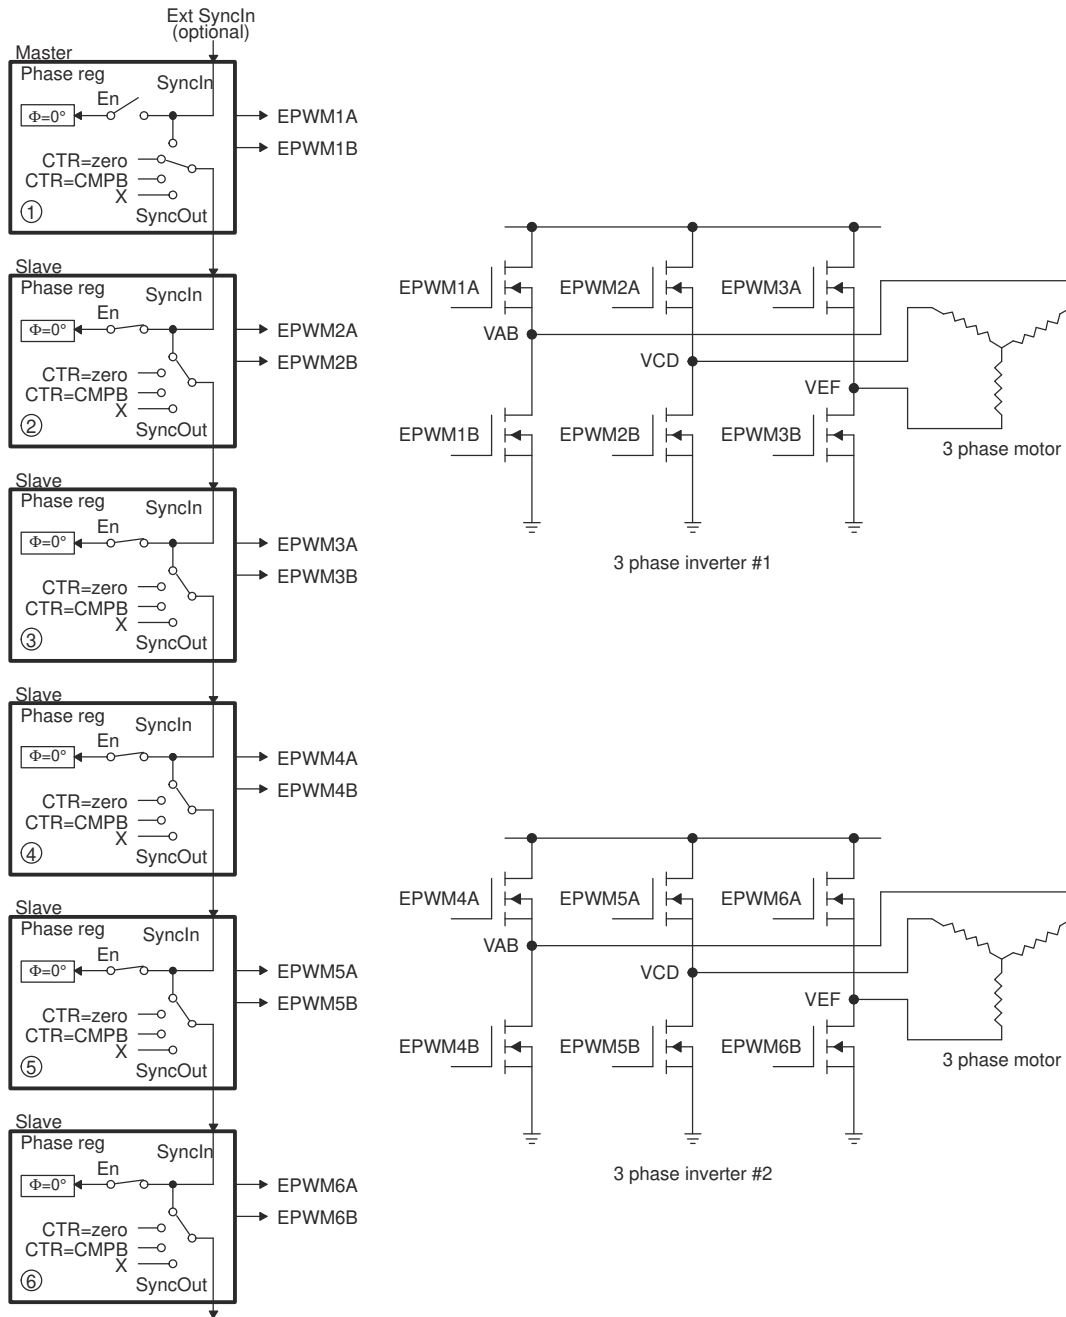 Ext SyncIn
(optional)
Master
Phase reg
SyncIn
En
Φ=0°
EPWM1A
EPWM1B
CTR=zero
CTR=CMPB
X
1
SyncOut
Slave
Phase reg
SyncIn
En
Φ=0°
EPWM2A
EPWM2B
CTR=zero
CTR=CMPB
X
2
SyncOut
Slave
Phase reg
SyncIn
En
Φ=0°
EPWM3A
EPWM3B
CTR=zero
CTR=CMPB
X
3
SyncOut
Slave
Phase reg
SyncIn
En
Φ=0°
EPWM4A
EPWM4B
CTR=zero
CTR=CMPB
X
4
SyncOut
Slave
Phase reg
SyncIn
En
Φ=0°
EPWM5A
EPWM5B
CTR=zero
CTR=CMPB
X
5
SyncOut
Slave
Phase reg
SyncIn
En
Φ=0°
EPWM6A
EPWM6B
CTR=zero
CTR=CMPB
X
6
SyncOut
EPWM1A
EPWM2A
EPWM3A
VAB
VCD
VEF
EPWM1B
EPWM2B
EPWM3B
3 phase motor
3 phase inverter #1
EPWM4A
EPWM5A
EPWM6A
VAB
VCD
VEF
EPWM4B
EPWM5B
EPWM6B
3 phase motor
3 phase inverter #2